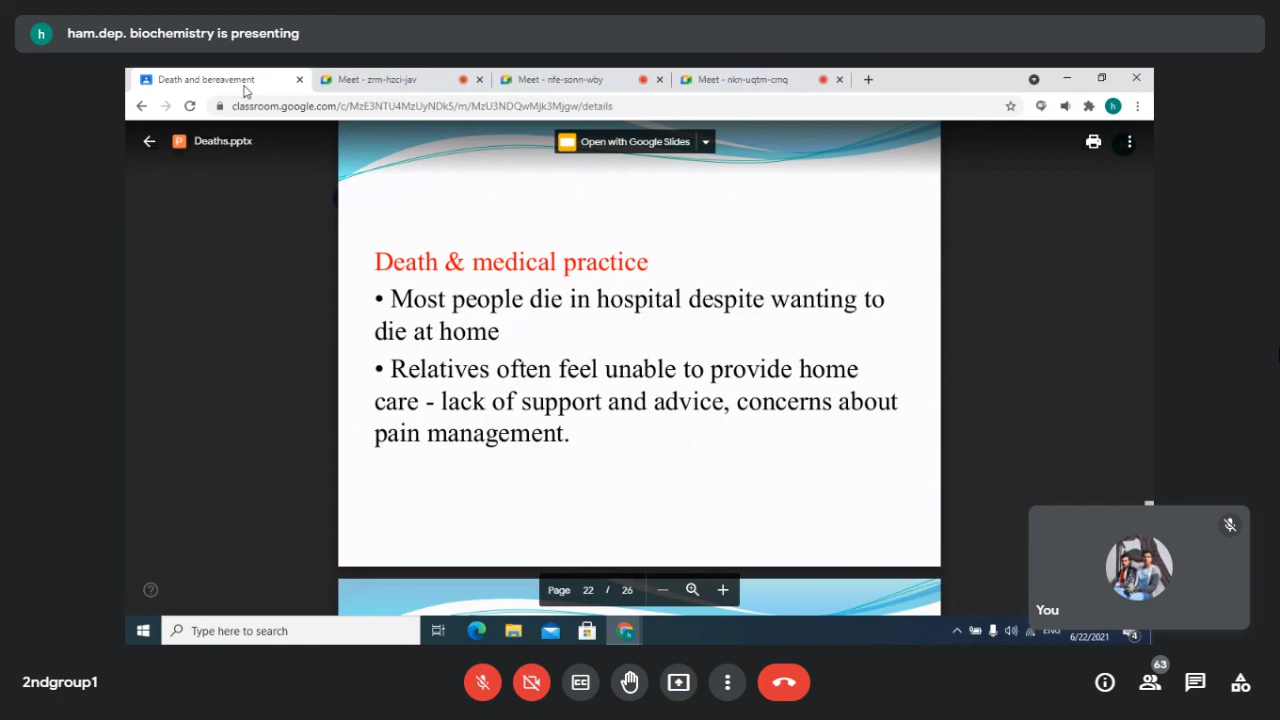 h ham.dep. biochemistry is presenting
Death and bereavement
Meet - zrm-hzci-jav
Meet - nfe-sonn-wby
Meet - nkn-uqtm-cmq
classroom.google.com/c/MzE3NTU4MzUyNDk5/m/MzU3NDQwMjk3Mjgw/details
h
P Deaths.pptx
Open with Google Slides
Death & medical practice
• Most people die in hospital despite wanting to
die at home
• Relatives often feel unable to provide home
care - lack of support and advice, concerns about
pain management.
Page 22 / 26
You
Type here to search
ENG
6/22/2021
4
2ndgroup1
63